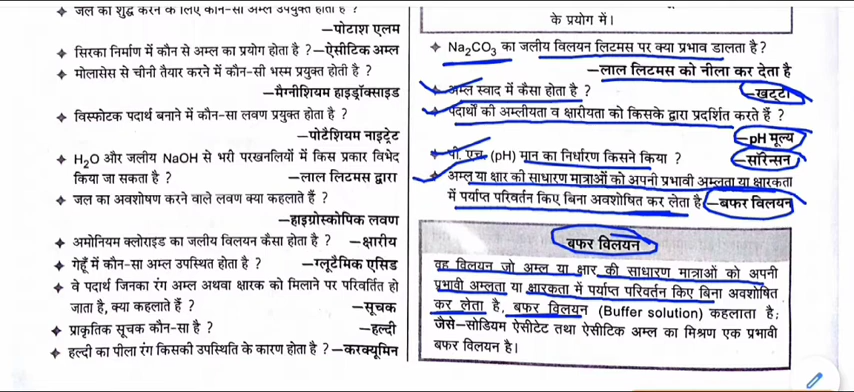 जल को शुद्ध करने के लिए कौन-सा अम्ल उपयुक्त होता है ?
—पोटाश एलम
सिरका निर्माण में कौन से अम्ल का प्रयोग होता है ?—ऐसीटिक अम्ल
मोलासेस से चीनी तैयार करने में कौन-सी भस्म प्रयुक्त होती है ?
—मैग्नीशियम हाइड्रॉक्साइड
विस्फोटक पदार्थ बनाने में कौन-सा लवण प्रयुक्त होता है ?
—पोटैशियम नाइट्रेट
H₂O और जलीय NaOH से भरी परखनलियों में किस प्रकार विभेद
किया जा सकता है ? —लाल लिटमस द्वारा
जल का अवशोषण करने वाले लवण क्या कहलाते हैं ?
—हाइग्रोस्कोपिक लवण
अमोनियम क्लोराइड का जलीय विलयन कैसा होता है ? —क्षारीय
गेहूँ में कौन-सा अम्ल उपस्थित होता है ? —ग्लूटैमिक एसिड
वे पदार्थ जिनका रंग अम्ल अथवा क्षारक को मिलाने पर परिवर्तित हो
जाता है, क्या कहलाते हैं ? —सूचक
प्राकृतिक सूचक कौन-सा है ? —हल्दी
हल्दी का पीला रंग किसकी उपस्थिति के कारण होता है ?—करक्यूमिन
के प्रयोग में।
Na₂CO₃ का जलीय विलयन लिटमस पर क्या प्रभाव डालता है?
—लाल लिटमस को नीला कर देता है
अम्ल स्वाद में कैसा होता है ? —खट्टी
पदार्थों की अम्लीयता व क्षारीयता को किसके द्वारा प्रदर्शित करते हैं ?
—pH मूल्य
पी. एच. (pH) मान का निर्धारण किसने किया ? —सॉरेन्सन
अम्ल या क्षार की साधारण मात्राओं को अपनी प्रभावी अम्लता या क्षारकता
में पर्याप्त परिवर्तन किए बिना अवशोषित कर लेता है —बफर विलयन
बफर विलयन
वह विलयन जो अम्ल या क्षार की साधारण मात्राओं को अपनी
प्रभावी अम्लता या क्षारकता में पर्याप्त परिवर्तन किए बिना अवशोषित
कर लेता है, बफर विलयन (Buffer solution) कहलाता है;
जैसे—सोडियम ऐसीटेट तथा ऐसीटिक अम्ल का मिश्रण एक प्रभावी
बफर विलयन है।